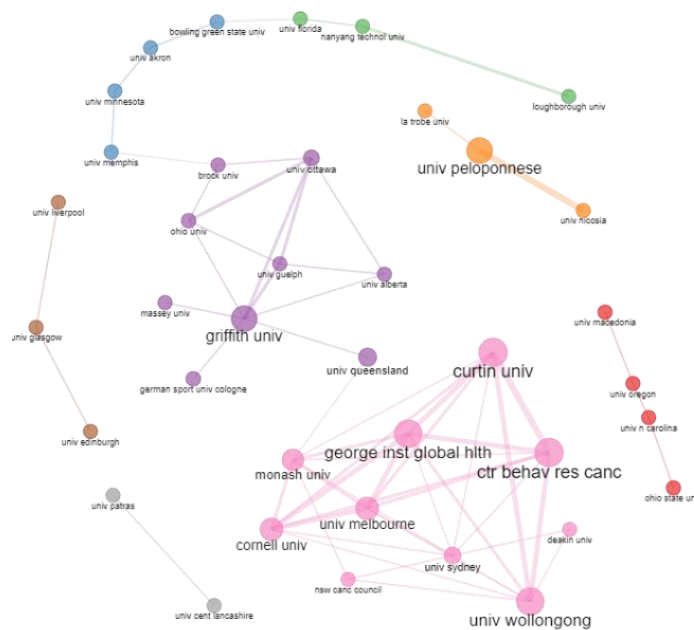 univ florida
bowling green state univ
nanyang technol univ
univ akron
univ minnesota
loughborough univ
la trobe univ
univ memphis
univ ottawa
brock univ
univ peloponnese
univ liverpool
univ nicosia
ohio univ
univ guelph
univ alberta
massey univ
griffith univ
univ macedonia
univ glasgow
univ queensland
curtin univ
german sport univ cologne
univ oregon
univ n carolina
univ edinburgh
george inst global hlth
monash univ
ctr behav res canc
ohio state un
univ patras
univ melbourne
cornell univ
deakin univ
univ sydney
nsw canc council
univ cent lancashire
univ wollongong